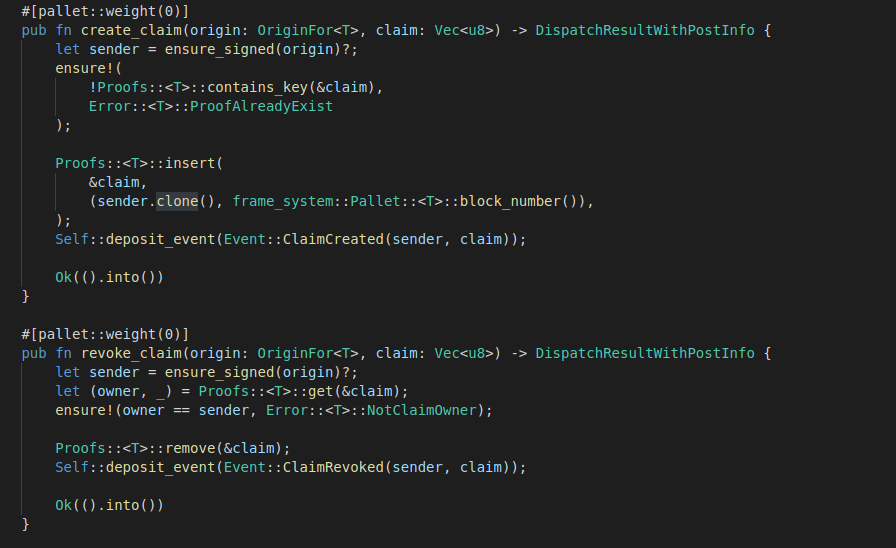 #[pallet::weight(0)]
pub fn create_claim(origin: OriginFor<T>, claim: Vec<u8>) -> DispatchResultWithPostInfo {
    let sender = ensure_signed(origin)?;
    ensure!(
        !Proofs::<T>::contains_key(&claim),
        Error::<T>::ProofAlreadyExist
    );

    Proofs::<T>::insert(
        &claim,
        (sender.clone(), frame_system::Pallet::<T>::block_number()),
    );
    Self::deposit_event(Event::ClaimCreated(sender, claim));

    Ok(().into())
}

#[pallet::weight(0)]
pub fn revoke_claim(origin: OriginFor<T>, claim: Vec<u8>) -> DispatchResultWithPostInfo {
    let sender = ensure_signed(origin)?;
    let (owner, _) = Proofs::<T>::get(&claim);
    ensure!(owner == sender, Error::<T>::NotClaimOwner);

    Proofs::<T>::remove(&claim);
    Self::deposit_event(Event::ClaimRevoked(sender, claim));

    Ok(().into())
}